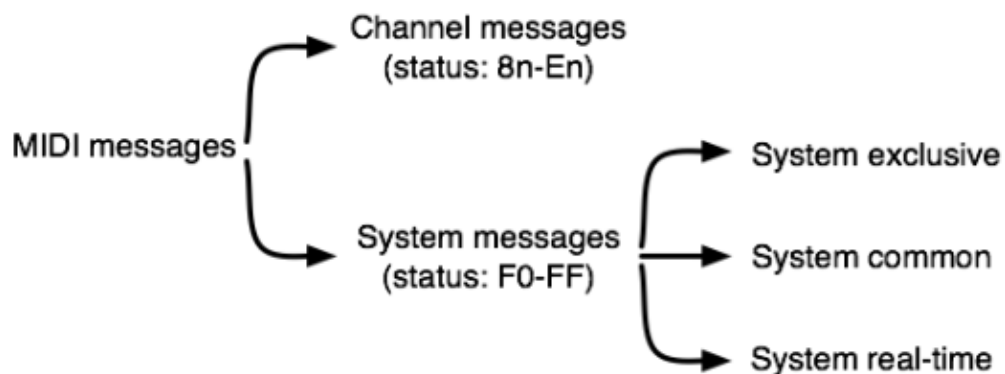 Channel messages
(status: 8n-En)
MIDI messages
System exclusive
System messages
(status: F0-FF)
System common
System real-time